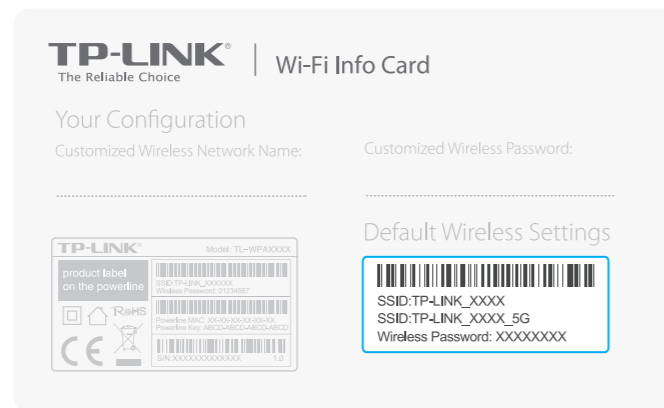 TP-LINK®
The Reliable Choice
Wi-Fi Info Card
Your Configuration
Customized Wireless Network Name:
Customized Wireless Password:
TP-LINK®
Model: TL-WPAXXXX
product label
on the powerline
SSID:TP-LINK_XXXXXX
Wireless Password: 01234567
RoHS
Powerline MAC: XX-XX-XX-XX-XX-XX
Powerline Key: ABCD-ABCD-ABCD-ABCD
CE
S/N:XXXXXXXXXXXXX 1.0
Default Wireless Settings
SSID:TP-LINK_XXXX
SSID:TP-LINK_XXXX_5G
Wireless Password: XXXXXXXX